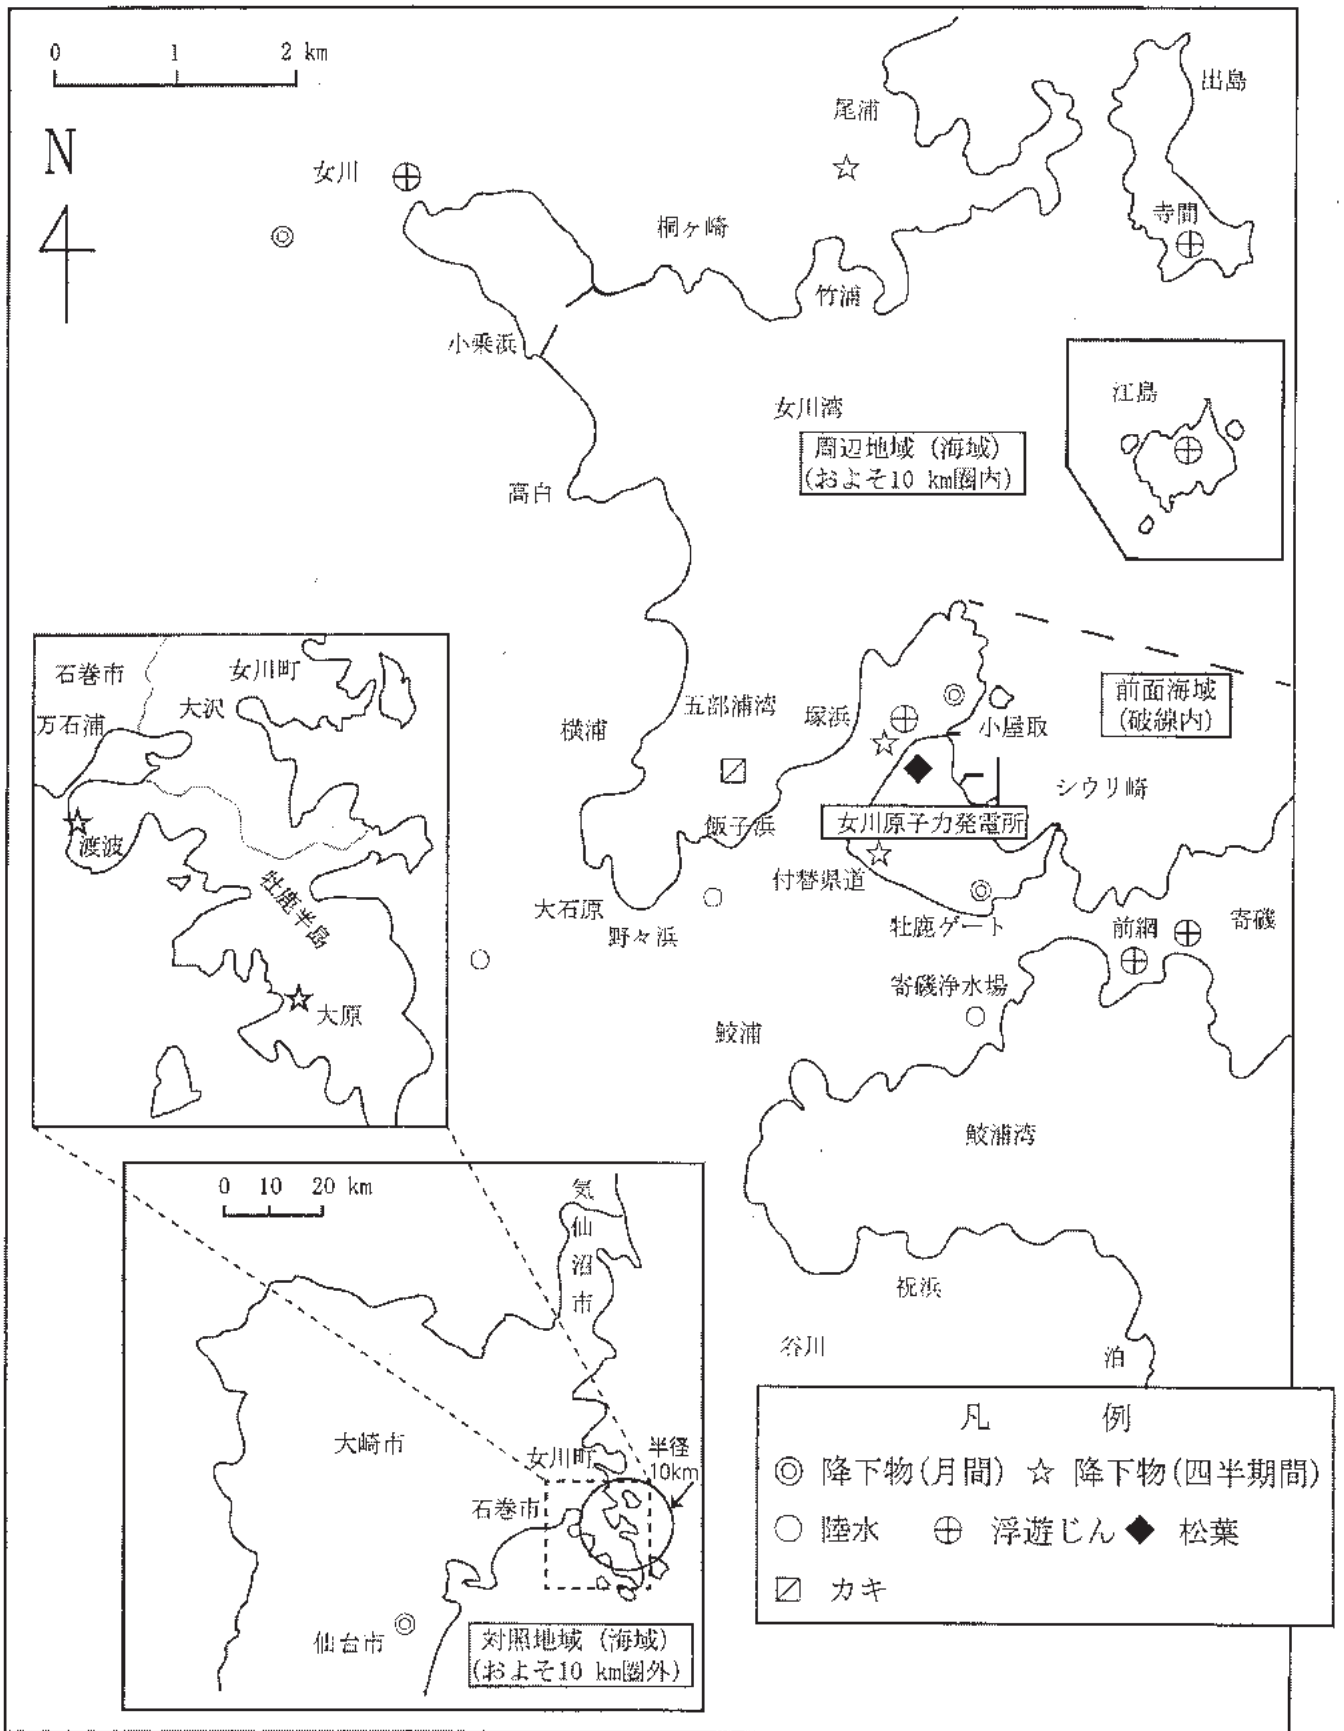 0 1 2 km
N
尾浦
出島
女川
寺間
桐ヶ崎
竹浦
小乗浜
女川湾
江島
周辺地域（海域）
(およそ10 km圏内)
高白
石巻市
女川町
万石浦
大沢
渡波
牡鹿半島
大原
五部浦湾
塚浜
小屋取
前面海域
(破線内)
横浦
シウリ崎
飯子浜
女川原子力発電所
付替県道
大石原
野々浜
牡鹿ゲート
前網
寄磯
寄磯浄水場
鮫浦
鮫浦湾
祝浜
谷川
泊
0 10 20 km
気仙沼市
大崎市
女川町
半径
10km
石巻市
仙台市
対照地域（海域）
(およそ10 km圏外)
凡 例
◎ 降下物(月間) ☆ 降下物(四半期間)
○ 陸水 ⊕ 浮遊じん ◆ 松葉
〼 カキ